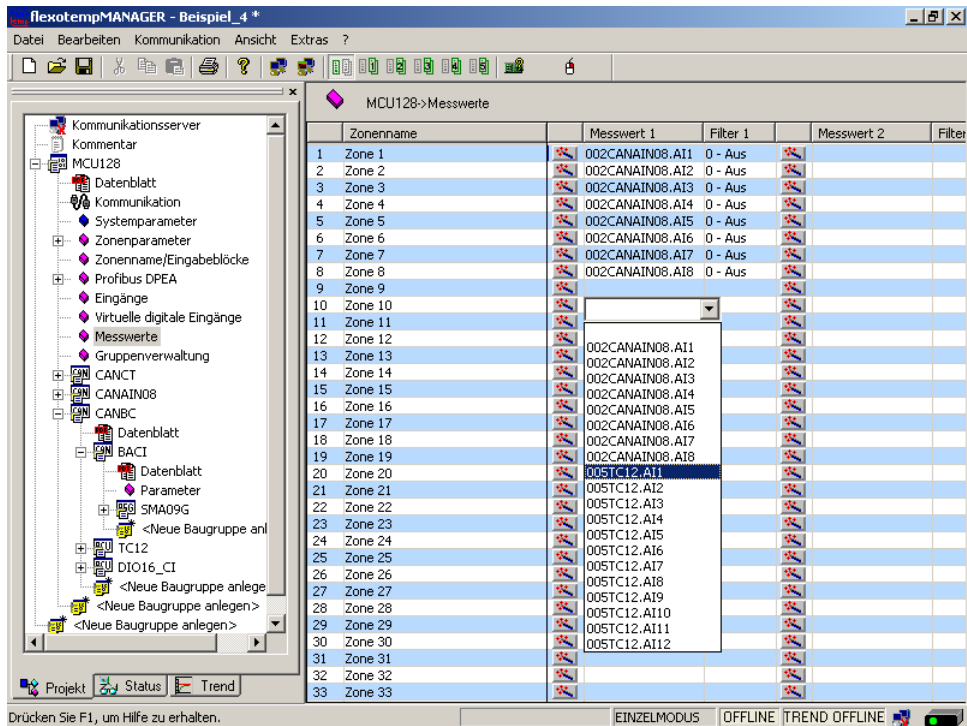 flexotempMANAGER - Beispiel_4 *
Datei Bearbeiten Kommunikation Ansicht Extras ?
MCU128->Messwerte
Kommunikationsserver
Kommentar
MCU128
Datenblatt
Kommunikation
Systemparameter
Zonenparameter
Zonenname/Eingabeblöcke
Profibus DPEA
Eingänge
Virtuelle digitale Eingänge
Messwerte
Gruppenverwaltung
CANCT
CANAIN08
CANBC
Datenblatt
BACI
Datenblatt
Parameter
SMA09G
<Neue Baugruppe anl
TC12
DIO16_CI
<Neue Baugruppe anlege
<Neue Baugruppe anlegen>
<Neue Baugruppe anlegen>
Projekt Status Trend
Zonenname Messwert 1 Filter 1 Messwert 2 Filter
1 Zone 1 002CANAIN08.AI1 0 - Aus
2 Zone 2 002CANAIN08.AI2 0 - Aus
3 Zone 3 002CANAIN08.AI3 0 - Aus
4 Zone 4 002CANAIN08.AI4 0 - Aus
5 Zone 5 002CANAIN08.AI5 0 - Aus
6 Zone 6 002CANAIN08.AI6 0 - Aus
7 Zone 7 002CANAIN08.AI7 0 - Aus
8 Zone 8 002CANAIN08.AI8 0 - Aus
9 Zone 9
10 Zone 10
11 Zone 11
12 Zone 12
13 Zone 13
14 Zone 14
15 Zone 15
16 Zone 16
17 Zone 17
18 Zone 18
19 Zone 19
20 Zone 20
21 Zone 21
22 Zone 22
23 Zone 23
24 Zone 24
25 Zone 25
26 Zone 26
27 Zone 27
28 Zone 28
29 Zone 29
30 Zone 30
31 Zone 31
32 Zone 32
33 Zone 33
002CANAIN08.AI1
002CANAIN08.AI2
002CANAIN08.AI3
002CANAIN08.AI4
002CANAIN08.AI5
002CANAIN08.AI6
002CANAIN08.AI7
002CANAIN08.AI8
005TC12.AI1
005TC12.AI2
005TC12.AI3
005TC12.AI4
005TC12.AI5
005TC12.AI6
005TC12.AI7
005TC12.AI8
005TC12.AI9
005TC12.AI10
005TC12.AI11
005TC12.AI12
Drücken Sie F1, um Hilfe zu erhalten.
EINZELMODUS OFFLINE TREND OFFLINE